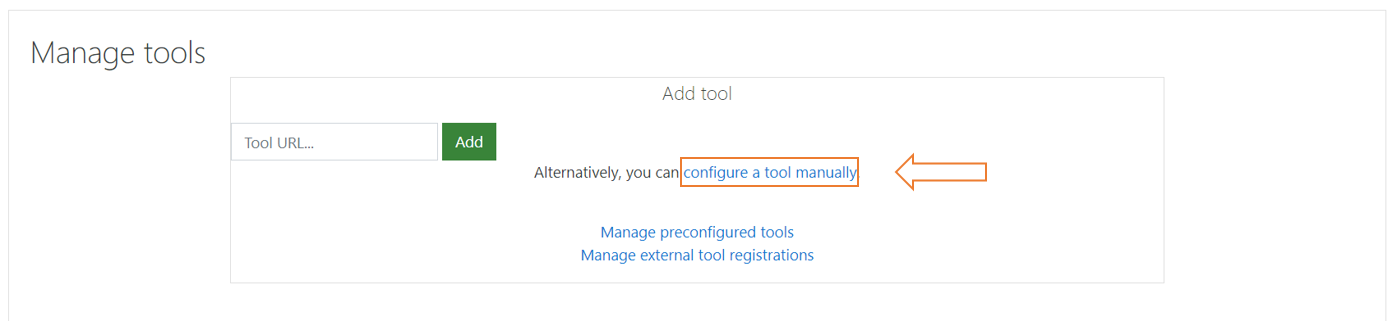 Manage tools
Add tool
Tool URL...
Add
Alternatively, you can configure a tool manually.
Manage preconfigured tools
Manage external tool registrations